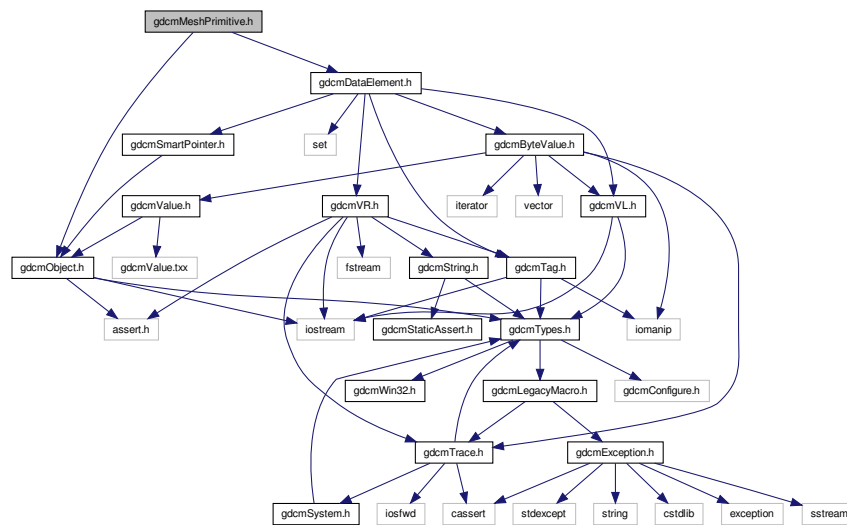 gdcmMeshPrimitive.h
gdcmDataElement.h
gdcmSmartPointer.h
set
gdcmByteValue.h
gdcmValue.h
gdcmVR.h
iterator
vector
gdcmVL.h
gdcmObject.h
gdcmValue.txx
fstream
gdcmString.h
gdcmTag.h
assert.h
iostream
gdcmStaticAssert.h
gdcmTypes.h
iomanip
gdcmWin32.h
gdcmLegacyMacro.h
gdcmConfigure.h
gdcmTrace.h
gdcmException.h
gdcmSystem.h
iosfwd
cassert
stdexcept
string
cstdlib
exception
sstream